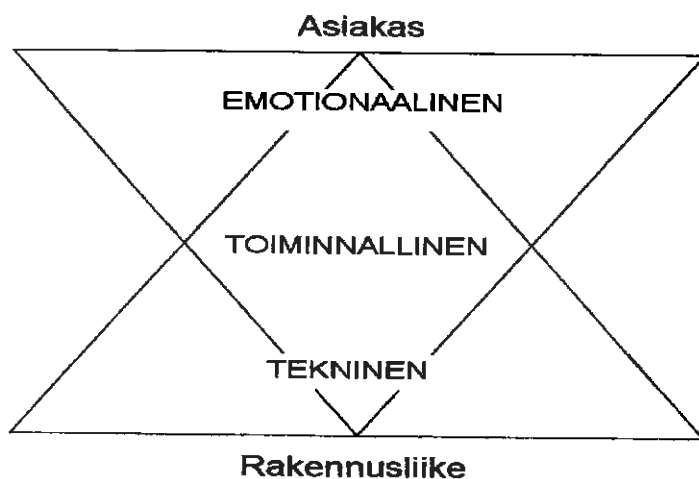 Asiakas
EMOTIONAALINEN
TOIMINNALLINEN
TEKNINEN
Rakennusliike